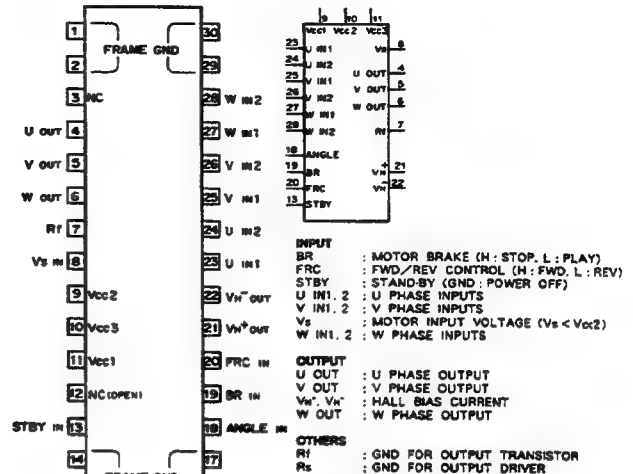 1 FRAME GND 30
2 29
3 NC 28 W IN2
U OUT 4 27 W IN1
V OUT 5 26 V IN2
W OUT 6 25 V IN1
Rf 7 24 U IN2
Vs IN 8 23 U IN1
9 Vcc2 22 VH- OUT
10 Vcc3 21 VH+ OUT
11 Vcc1 20 FRC IN
12 NC(OPEN) 19 BR IN
STBY IN 13 18 ANGLE IN
14 17
FRAME GND
9 10 11
Vcc1 Vcc2 Vcc3
23 U IN1 Vs 8
24 U IN2
25 V IN1 U OUT 4
26 V IN2 V OUT 5
27 W IN1 W OUT 6
28 W IN2 Rf 7
18 ANGLE
19 BR VH+ 21
20 FRC VH- 22
13 STBY
INPUT
BR : MOTOR BRAKE (H : STOP, L : PLAY)
FRC : FWD/REV CONTROL (H : FWD, L : REV)
STBY : STAND-BY (GND : POWER OFF)
U IN1, 2 : U PHASE INPUTS
V IN1, 2 : V PHASE INPUTS
Vs : MOTOR INPUT VOLTAGE (Vs < Vcc2)
W IN1, 2 : W PHASE INPUTS
OUTPUT
U OUT : U PHASE OUTPUT
V OUT : V PHASE OUTPUT
VH+, VH- : HALL BIAS CURRENT
W OUT : W PHASE OUTPUT
OTHERS
Rf : GND FOR OUTPUT TRANSISTOR
Rs : GND FOR OUTPUT DRIVER